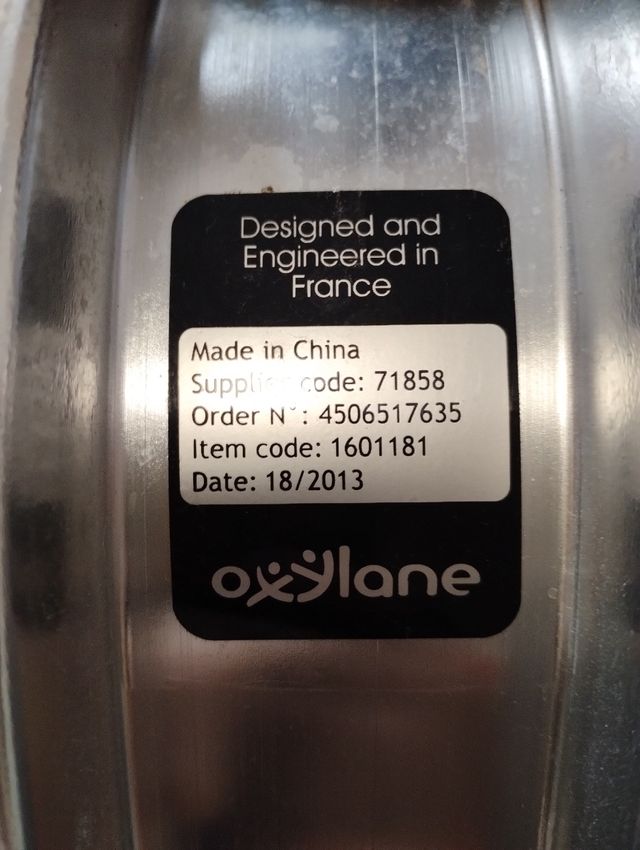 Designed and
Engineered in
France
Made in China
Supplier code: 71858
Order N°: 4506517635
Item code: 1601181
Date: 18/2013
oxylane